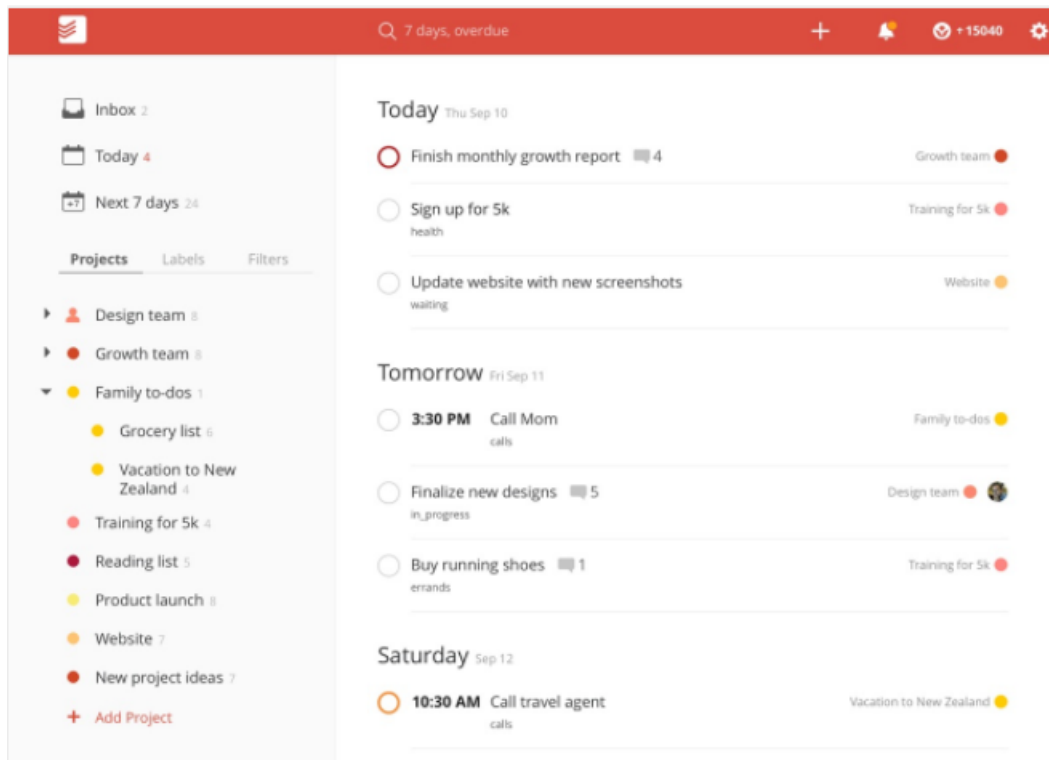 7 days, overdue
+15040
Inbox 2
Today 4
+7 Next 7 days 24
Projects Labels Filters
Design team 8
Growth team 8
Family to-dos 1
Grocery list 6
Vacation to New
Zealand 4
Training for 5k 4
Reading list 5
Product launch 8
Website 7
New project ideas 7
+ Add Project
Today Thu Sep 10
Finish monthly growth report 4 Growth team
Sign up for 5k Training for 5k
health
Update website with new screenshots Website
waiting
Tomorrow Fri Sep 11
3:30 PM Call Mom Family to-dos
calls
Finalize new designs 5 Design team
in_progress
Buy running shoes 1 Training for 5k
errands
Saturday Sep 12
10:30 AM Call travel agent Vacation to New Zealand
calls